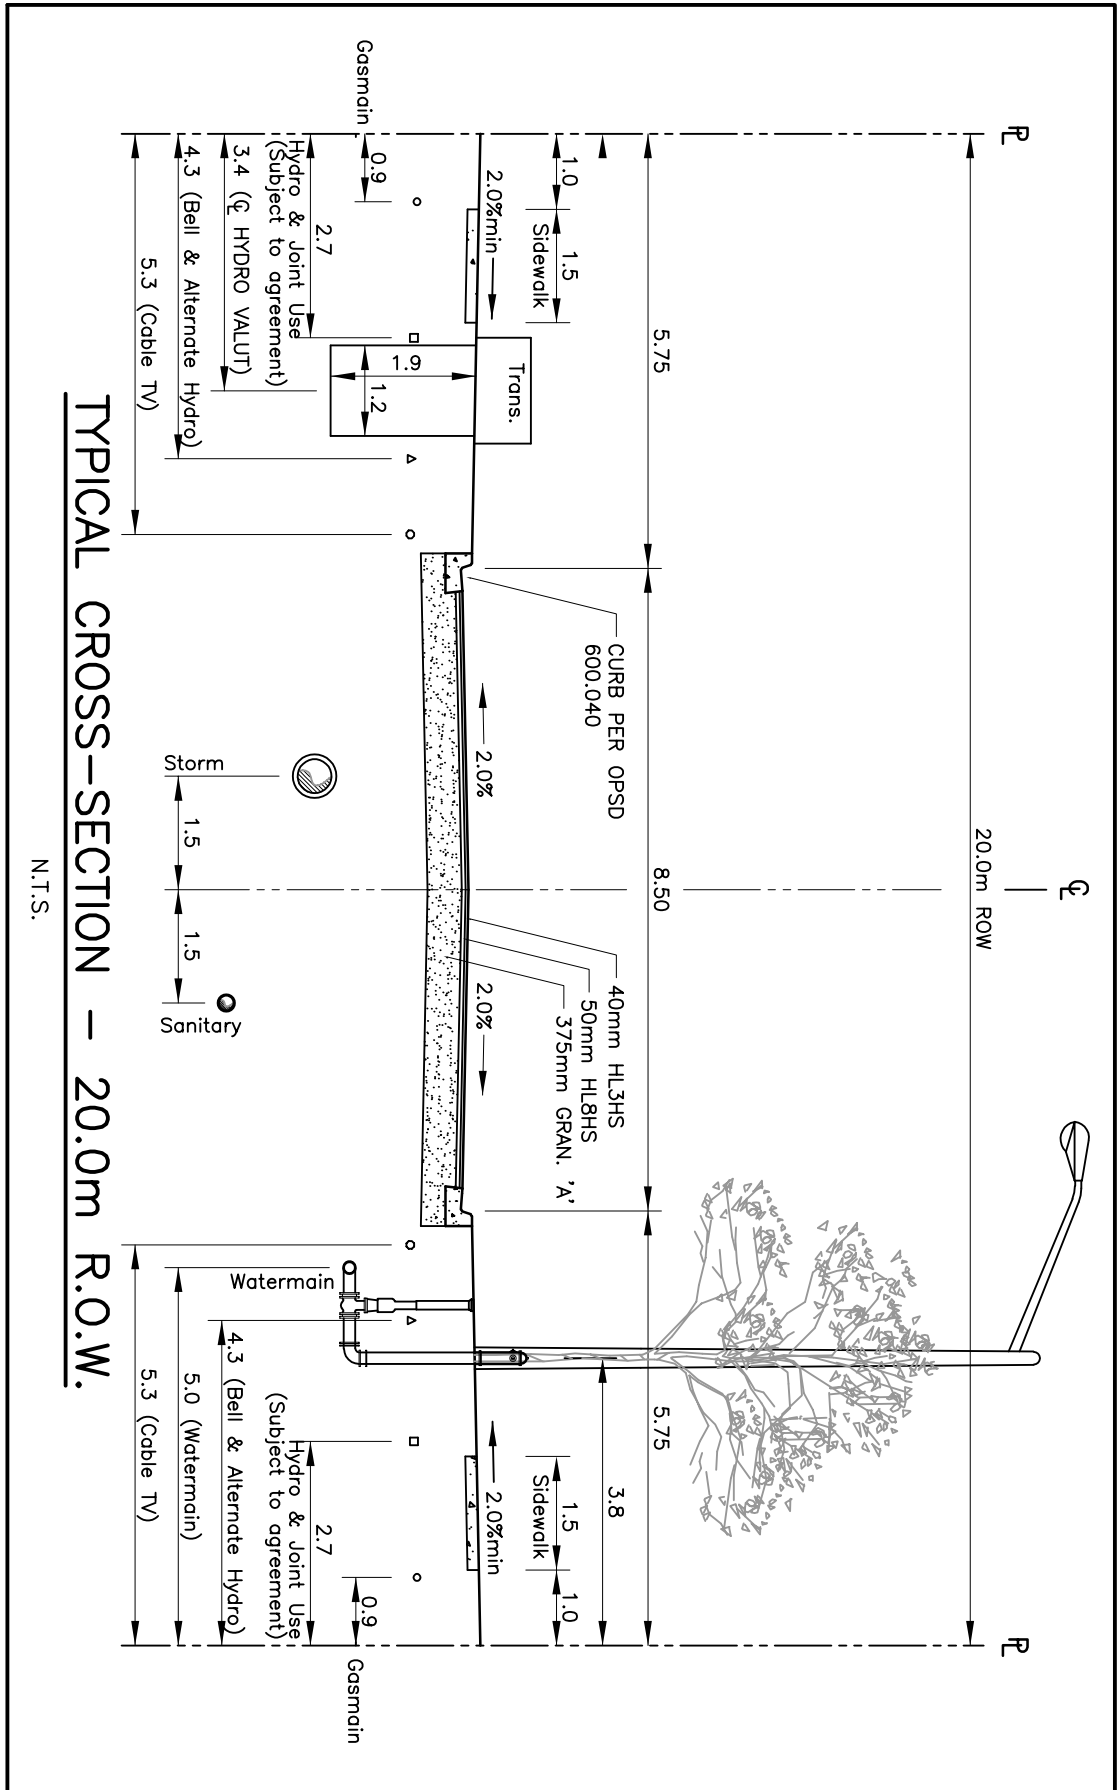 ℄
20.0m ROW
5.75
8.50
5.75
3.8
1.0
1.5
Sidewalk
CURB PER OPSD
600.040
40mm HL3HS
50mm HL8HS
375mm GRAN. 'A'
1.5
Sidewalk
1.0
Trans.
2.0%min
2.0%
2.0%
2.0%min
Gasmain
0.9
1.9
1.2
2.7
Hydro & Joint Use
(Subject to agreement)
3.4 (℄ HYDRO VALUT)
4.3 (Bell & Alternate Hydro)
5.3 (Cable TV)
Storm
1.5
1.5
Sanitary
Watermain
0.9
Gasmain
2.7
Hydro & Joint Use
(Subject to agreement)
4.3 (Bell & Alternate Hydro)
5.0 (Watermain)
5.3 (Cable TV)
TYPICAL CROSS-SECTION - 20.0m R.O.W.
N.T.S.